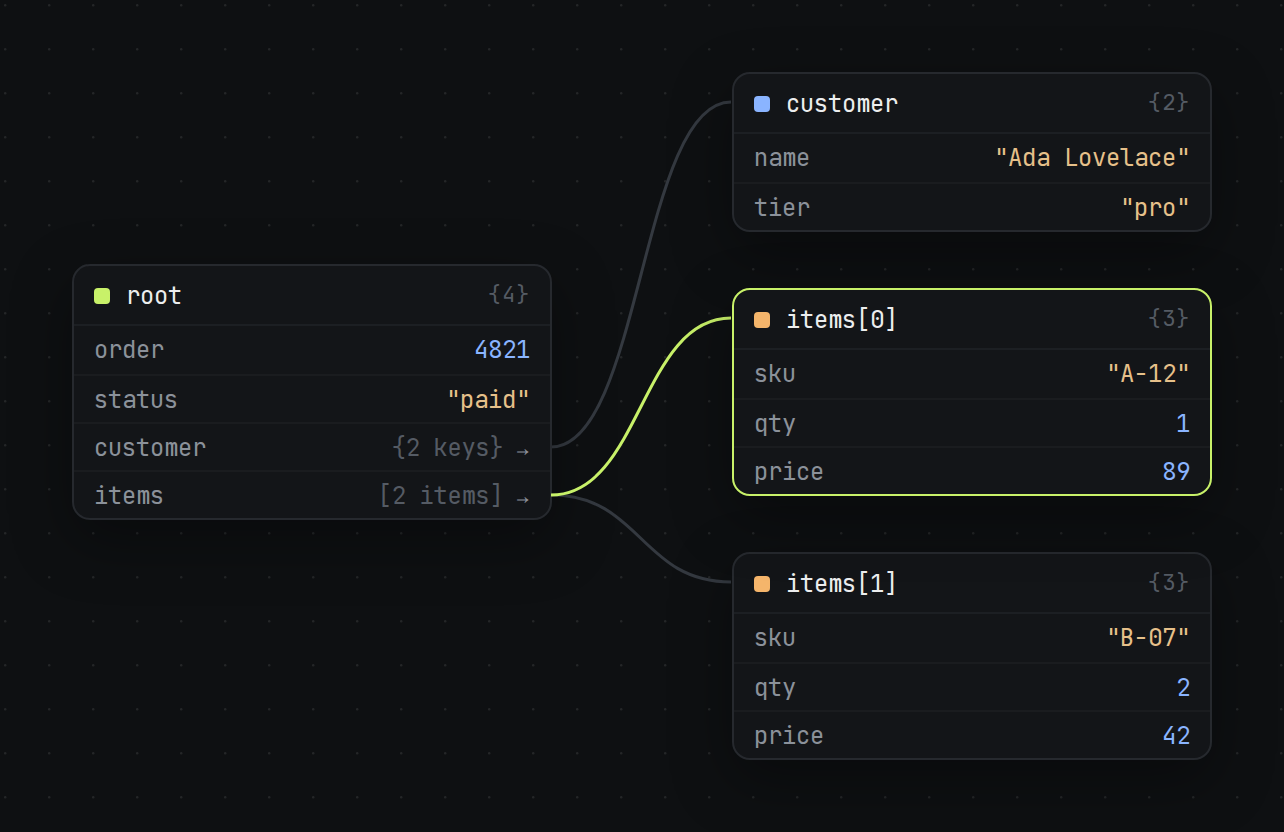 root {4}
order 4821
status "paid"
customer {2 keys} →
items [2 items] →
customer {2}
name "Ada Lovelace"
tier "pro"
items[0] {3}
sku "A-12"
qty 1
price 89
items[1] {3}
sku "B-07"
qty 2
price 42